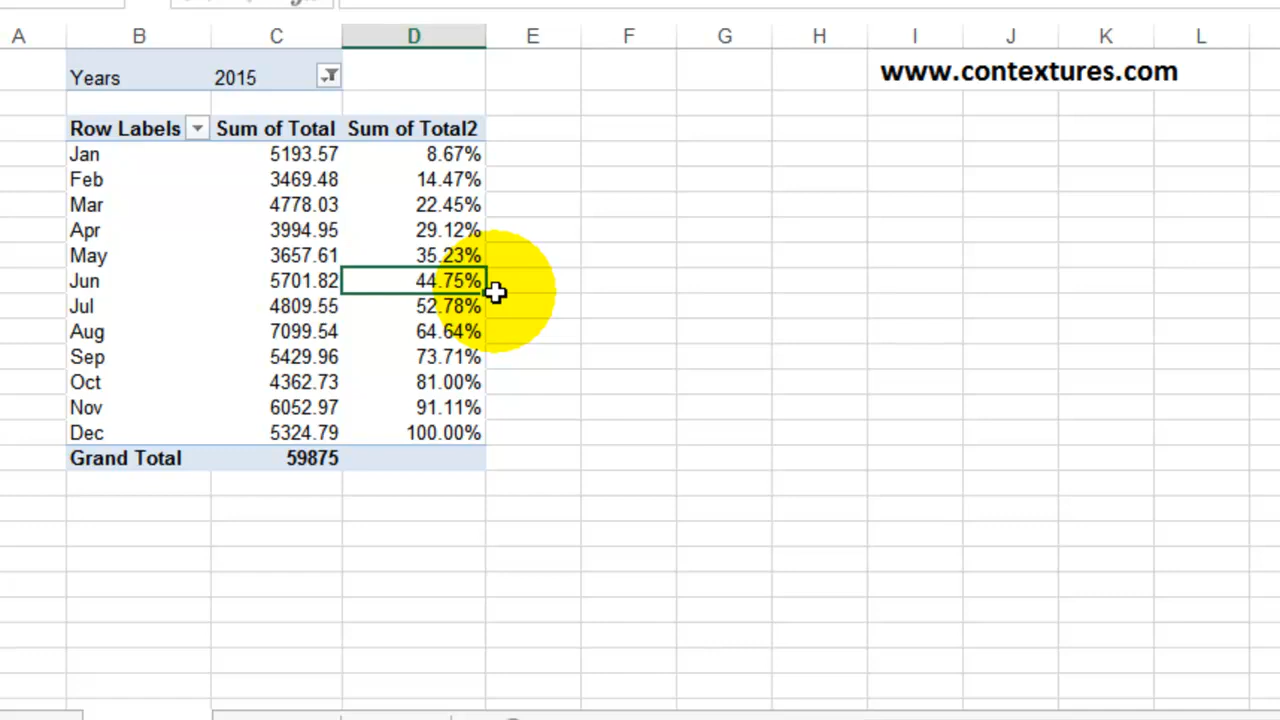 A B C D E F G H I J K L
Years 2015 www.contextures.com
Row Labels Sum of Total Sum of Total2
Jan 5193.57 8.67%
Feb 3469.48 14.47%
Mar 4778.03 22.45%
Apr 3994.95 29.12%
May 3657.61 35.23%
Jun 5701.82 44.75%
Jul 4809.55 52.78%
Aug 7099.54 64.64%
Sep 5429.96 73.71%
Oct 4362.73 81.00%
Nov 6052.97 91.11%
Dec 5324.79 100.00%
Grand Total 59875